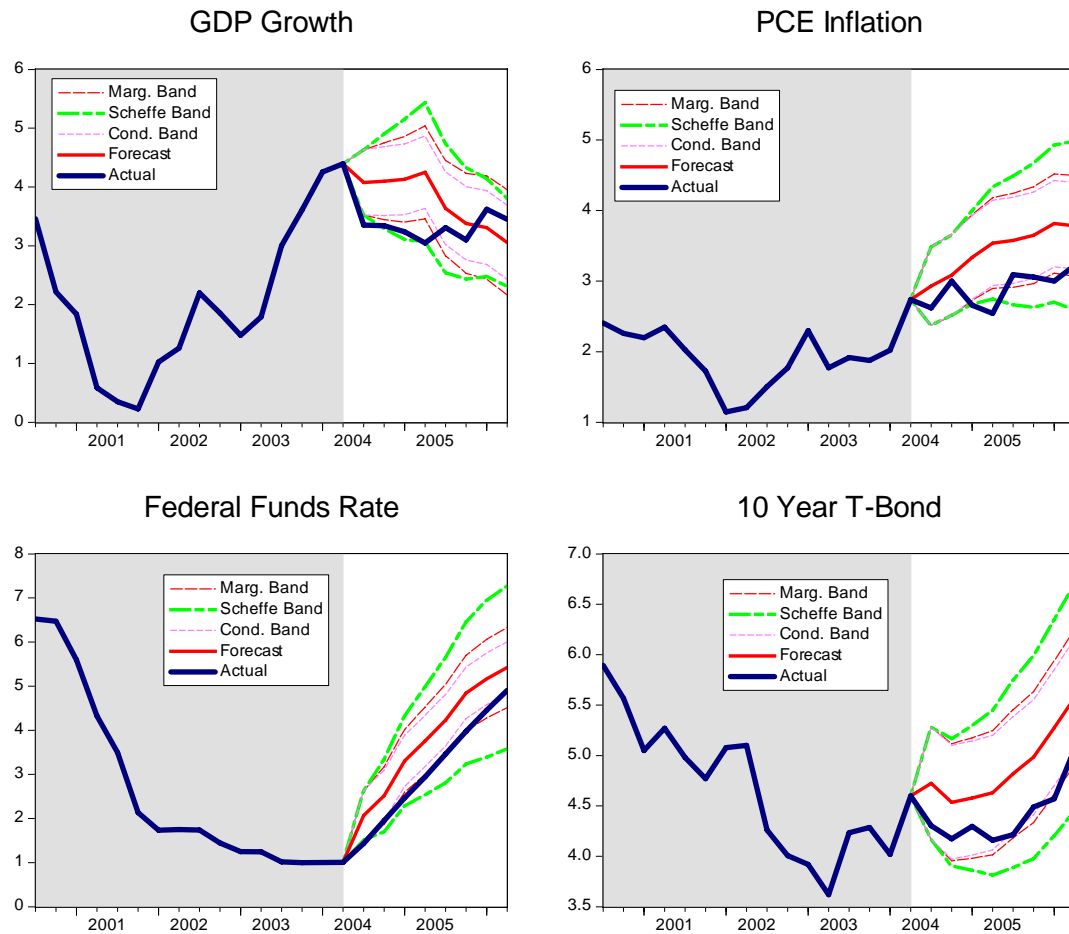 GDP Growth
6
5
4
3
2
1
0
Marg. Band
Scheffe Band
Cond. Band
Forecast
Actual
2001 2002 2003 2004 2005
PCE Inflation
6
5
4
3
2
1
Marg. Band
Scheffe Band
Cond. Band
Forecast
Actual
2001 2002 2003 2004 2005
Federal Funds Rate
8
7
6
5
4
3
2
1
0
Marg. Band
Scheffe Band
Cond. Band
Forecast
Actual
2001 2002 2003 2004 2005
10 Year T-Bond
7.0
6.5
6.0
5.5
5.0
4.5
4.0
3.5
Marg. Band
Scheffe Band
Cond. Band
Forecast
Actual
2001 2002 2003 2004 2005